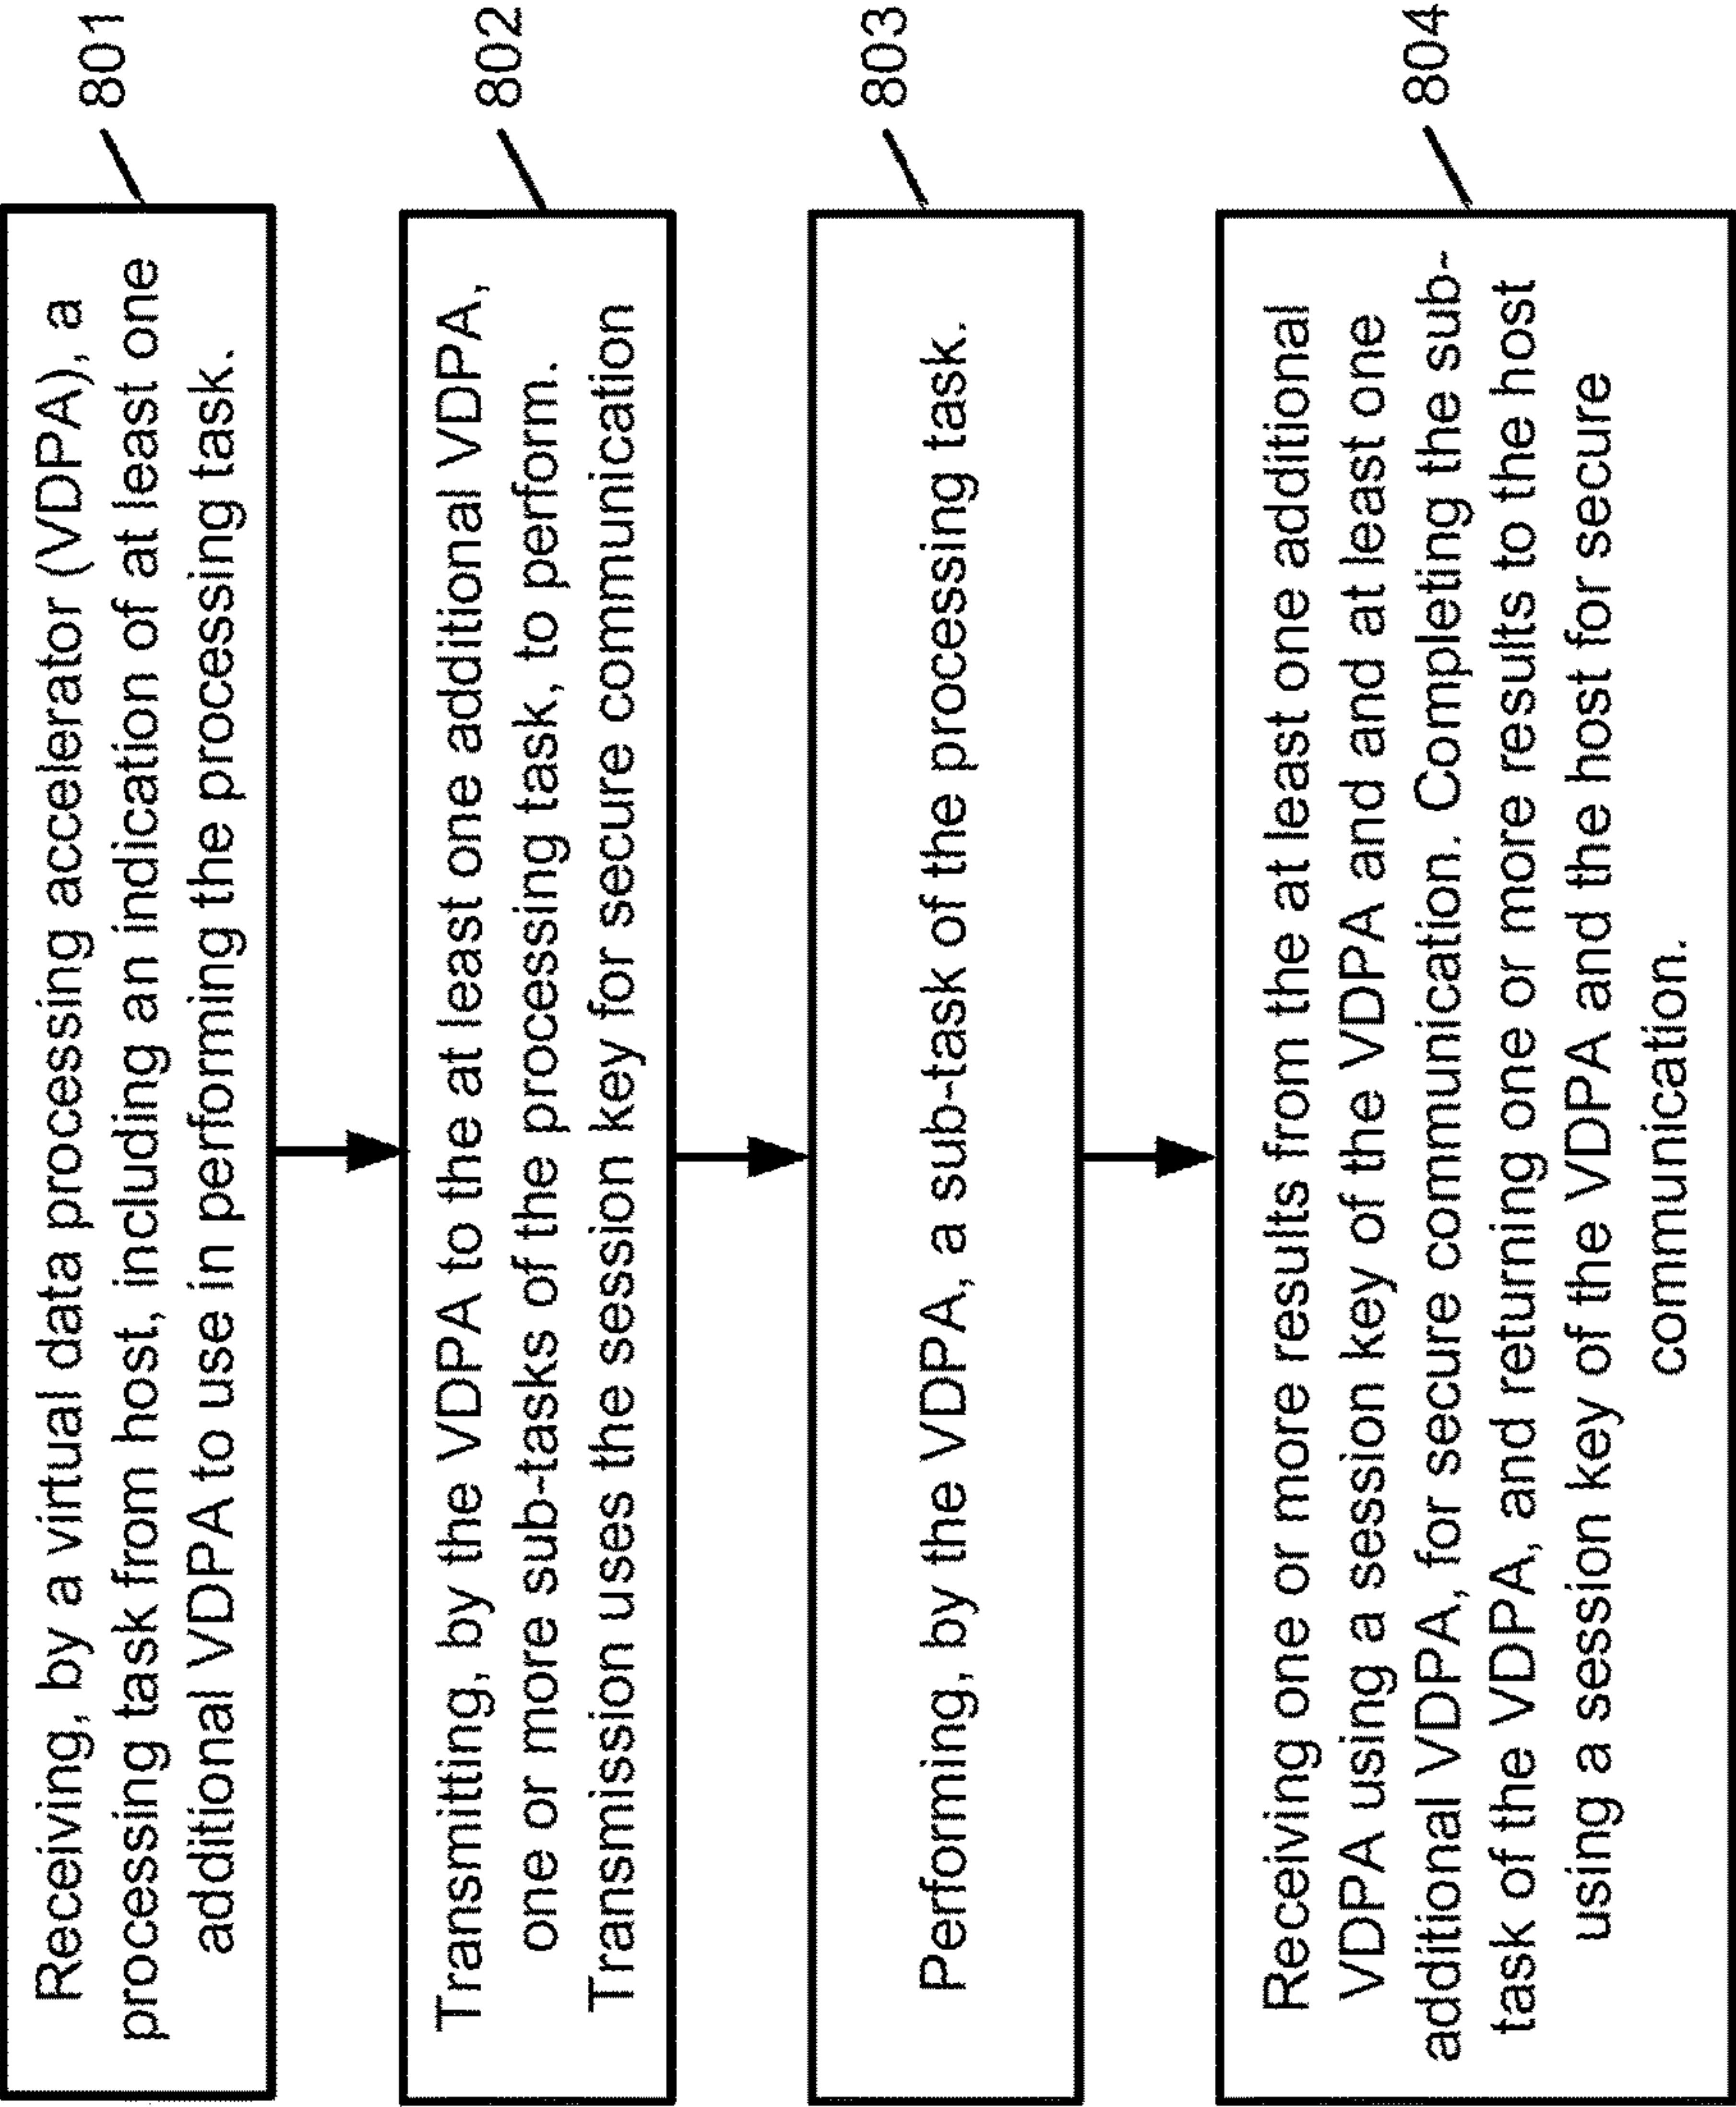 Receiving, by a virtual data processing accelerator (VDPA), a
processing task from host, including an indication of at least one
additional VDPA to use in performing the processing task.
801
Transmitting, by the VDPA to the at least one additional VDPA,
one or more sub-tasks of the processing task, to perform.
Transmission uses the session key for secure communication
802
Performing, by the VDPA, a sub-task of the processing task.
803
Receiving one or more results from the at least one additional
VDPA using a session key of the VDPA and and at least one
additional VDPA, for secure communication. Completing the sub-
task of the VDPA, and returning one or more results to the host
using a session key of the VDPA and the host for secure
communication.
804